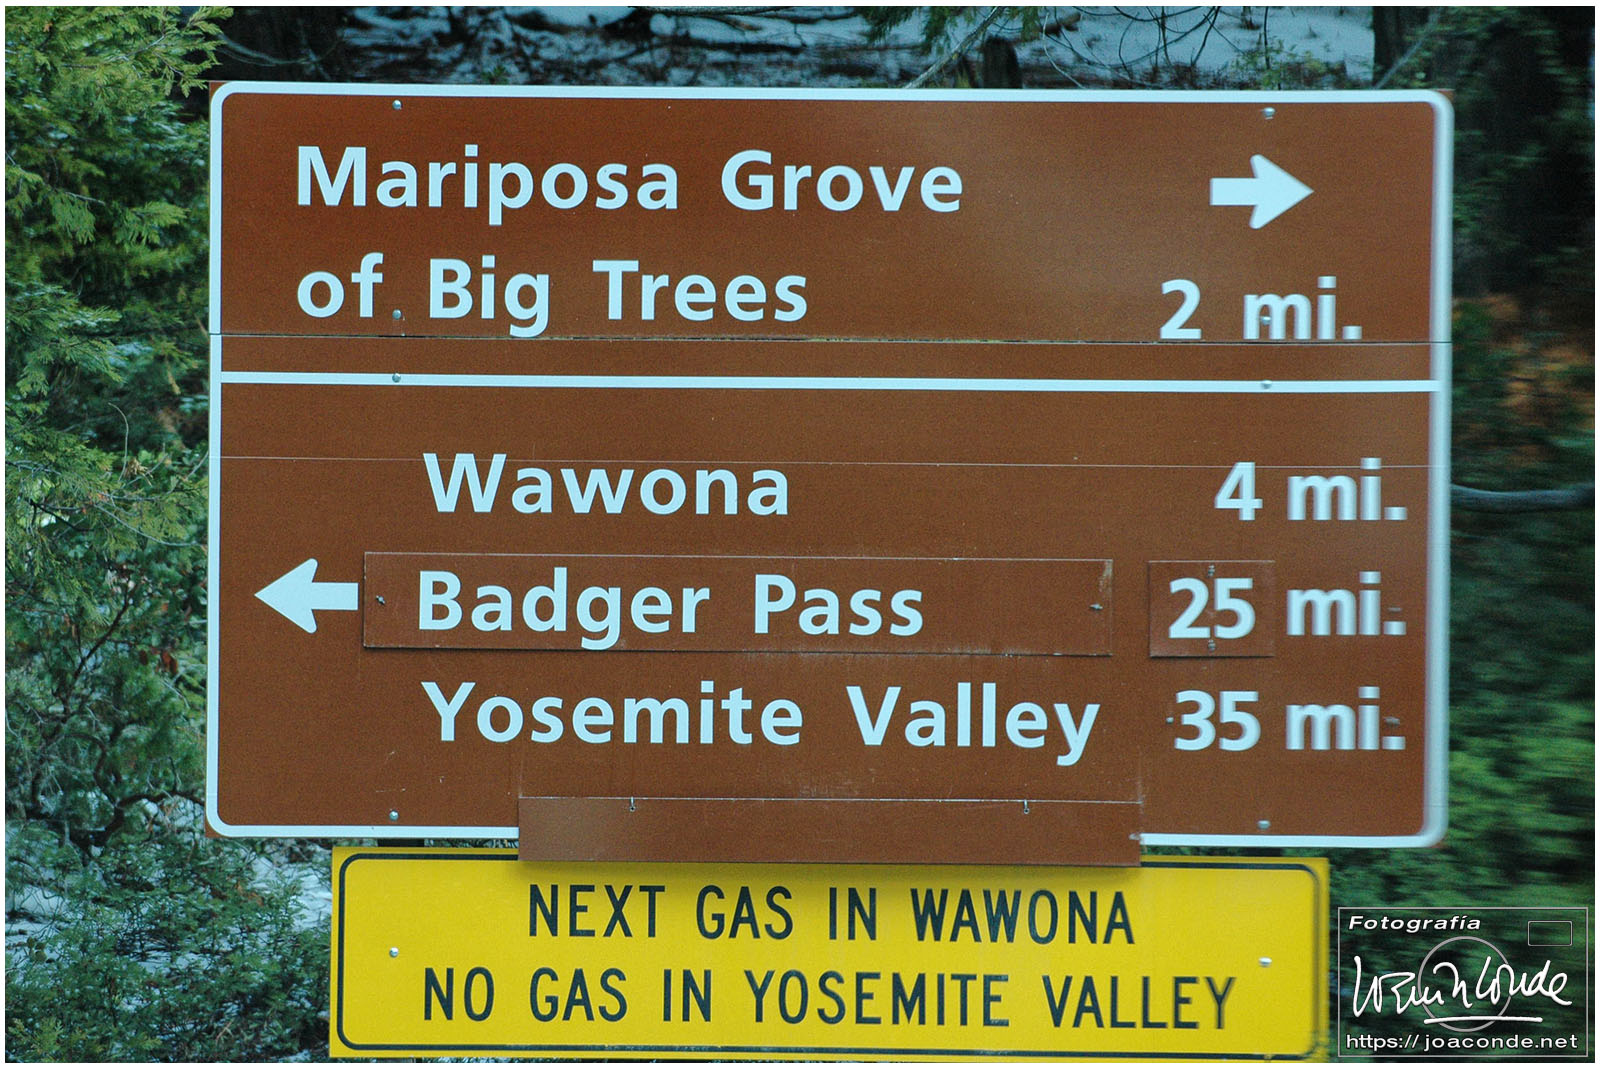 Mariposa Grove
of Big Trees 2 mi.
Wawona 4 mi.
Badger Pass 25 mi.
Yosemite Valley 35 mi.
NEXT GAS IN WAWONA
NO GAS IN YOSEMITE VALLEY
Fotografía
https://joaconde.net